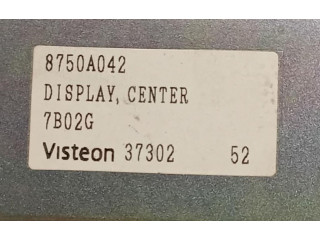 8750A042
DISPLAY, CENTER
7B02G
Visteon 37302 52